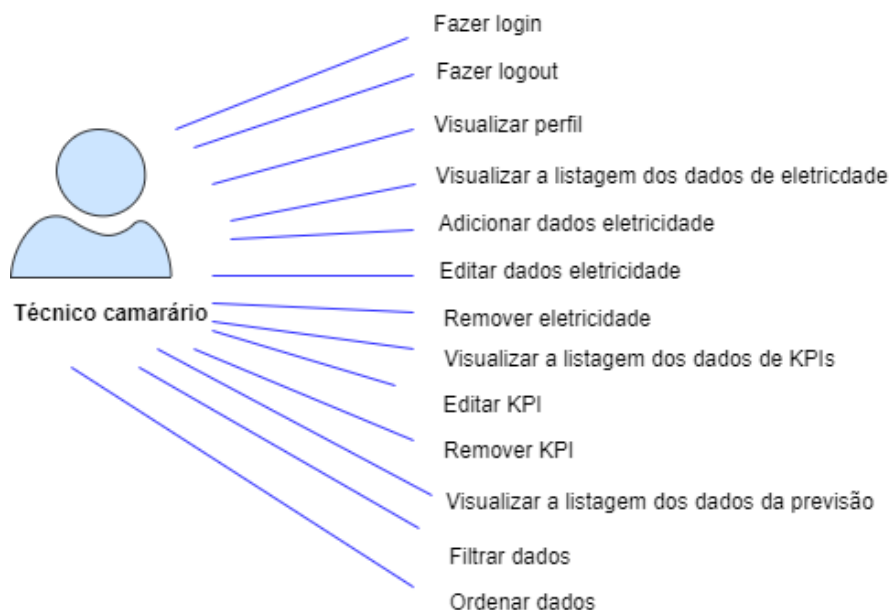 Fazer login
Fazer logout
Visualizar perfil
Visualizar a listagem dos dados de eletricdade
Adicionar dados eletricidade
Editar dados eletricidade
Técnico camarário
Remover eletricidade
Visualizar a listagem dos dados de KPIs
Editar KPI
Remover KPI
Visualizar a listagem dos dados da previsão
Filtrar dados
Ordenar dados